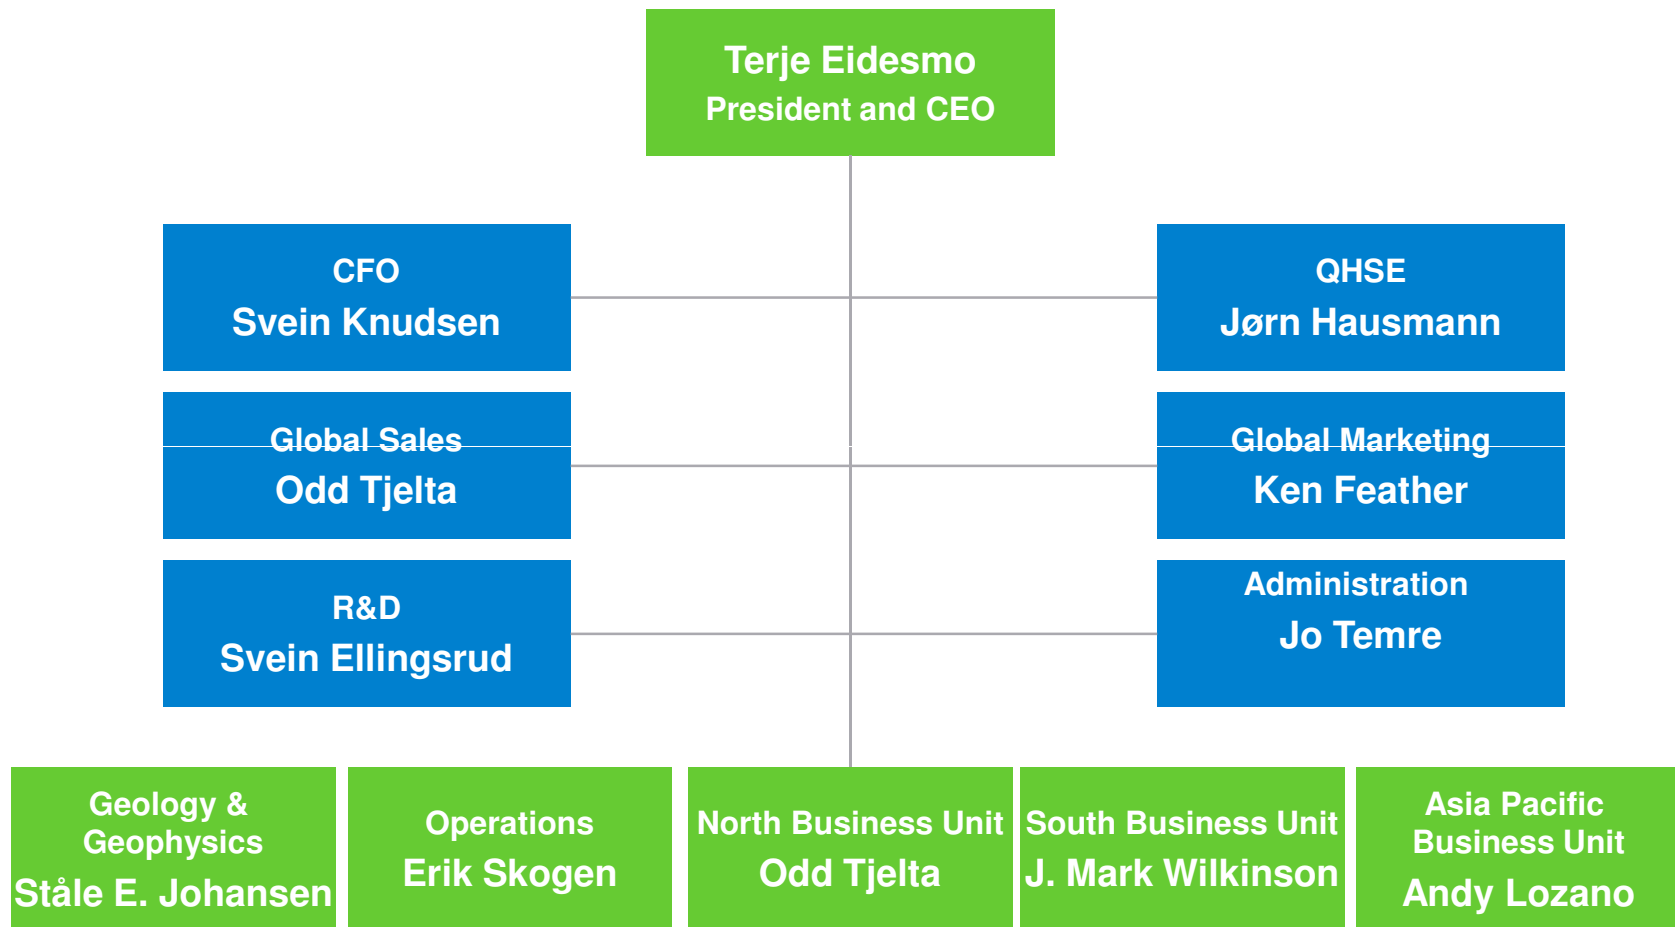 Terje Eidesmo
President and CEO
CFO
Svein Knudsen
QHSE
Jørn Hausmann
Global Sales
Odd Tjelta
Global Marketing
Ken Feather
R&D
Svein Ellingsrud
Administration
Jo Temre
Geology &
Geophysics
Ståle E. Johansen
Operations
Erik Skogen
North Business Unit
Odd Tjelta
South Business Unit
J. Mark Wilkinson
Asia Pacific
Business Unit
Andy Lozano